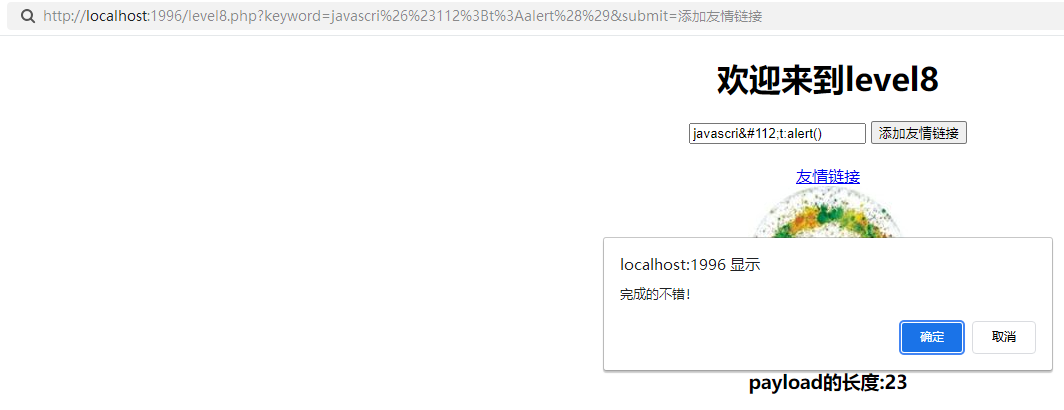 http://localhost:1996/level8.php?keyword=javascri%26%23112%3Bt%3Aalert%28%29&submit=添加友情链接
欢迎来到level8
javascri&#112;t:alert() 添加友情链接
友情链接
localhost:1996 显示
完成的不错!
确定 取消
payload的长度:23